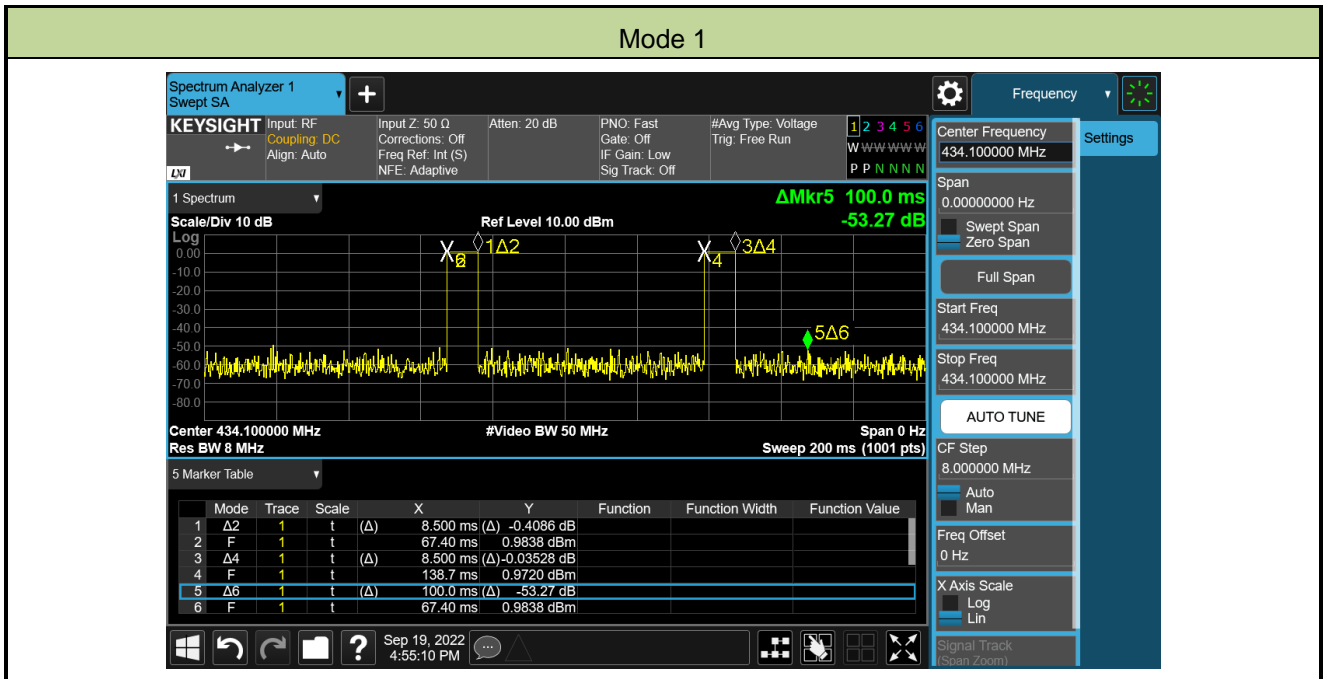 Mode 1
Spectrum Analyzer 1
Swept SA
Frequency
KEYSIGHT
LXI
Input: RF
Coupling: DC
Align: Auto
Input Z: 50 Ω
Corrections: Off
Freq Ref: Int (S)
NFE: Adaptive
Atten: 20 dB
PNO: Fast
Gate: Off
IF Gain: Low
Sig Track: Off
#Avg Type: Voltage
Trig: Free Run
1 2 3 4 5 6
W W W W W W
P P N N N N
1 Spectrum
ΔMkr5 100.0 ms
-53.27 dB
Scale/Div 10 dB
Ref Level 10.00 dBm
Log
0.00
-10.0
-20.0
-30.0
-40.0
-50.0
-60.0
-70.0
-80.0
1Δ2
3Δ4
4
5Δ6
Center 434.100000 MHz
#Video BW 50 MHz
Span 0 Hz
Res BW 8 MHz
Sweep 200 ms (1001 pts)
5 Marker Table
Mode Trace Scale X Y Function Function Width Function Value
1 Δ2 1 t (Δ) 8.500 ms (Δ) -0.4086 dB
2 F 1 t 67.40 ms 0.9838 dBm
3 Δ4 1 t (Δ) 8.500 ms (Δ) -0.03528 dB
4 F 1 t 138.7 ms 0.9720 dBm
5 Δ6 1 t (Δ) 100.0 ms (Δ) -53.27 dB
6 F 1 t 67.40 ms 0.9838 dBm
?
Sep 19, 2022
4:55:10 PM
Center Frequency
434.100000 MHz
Span
0.00000000 Hz
Swept Span
Zero Span
Full Span
Start Freq
434.100000 MHz
Stop Freq
434.100000 MHz
AUTO TUNE
CF Step
8.000000 MHz
Auto
Man
Freq Offset
0 Hz
X Axis Scale
Log
Lin
Signal Track
(Span Zoom)
Settings